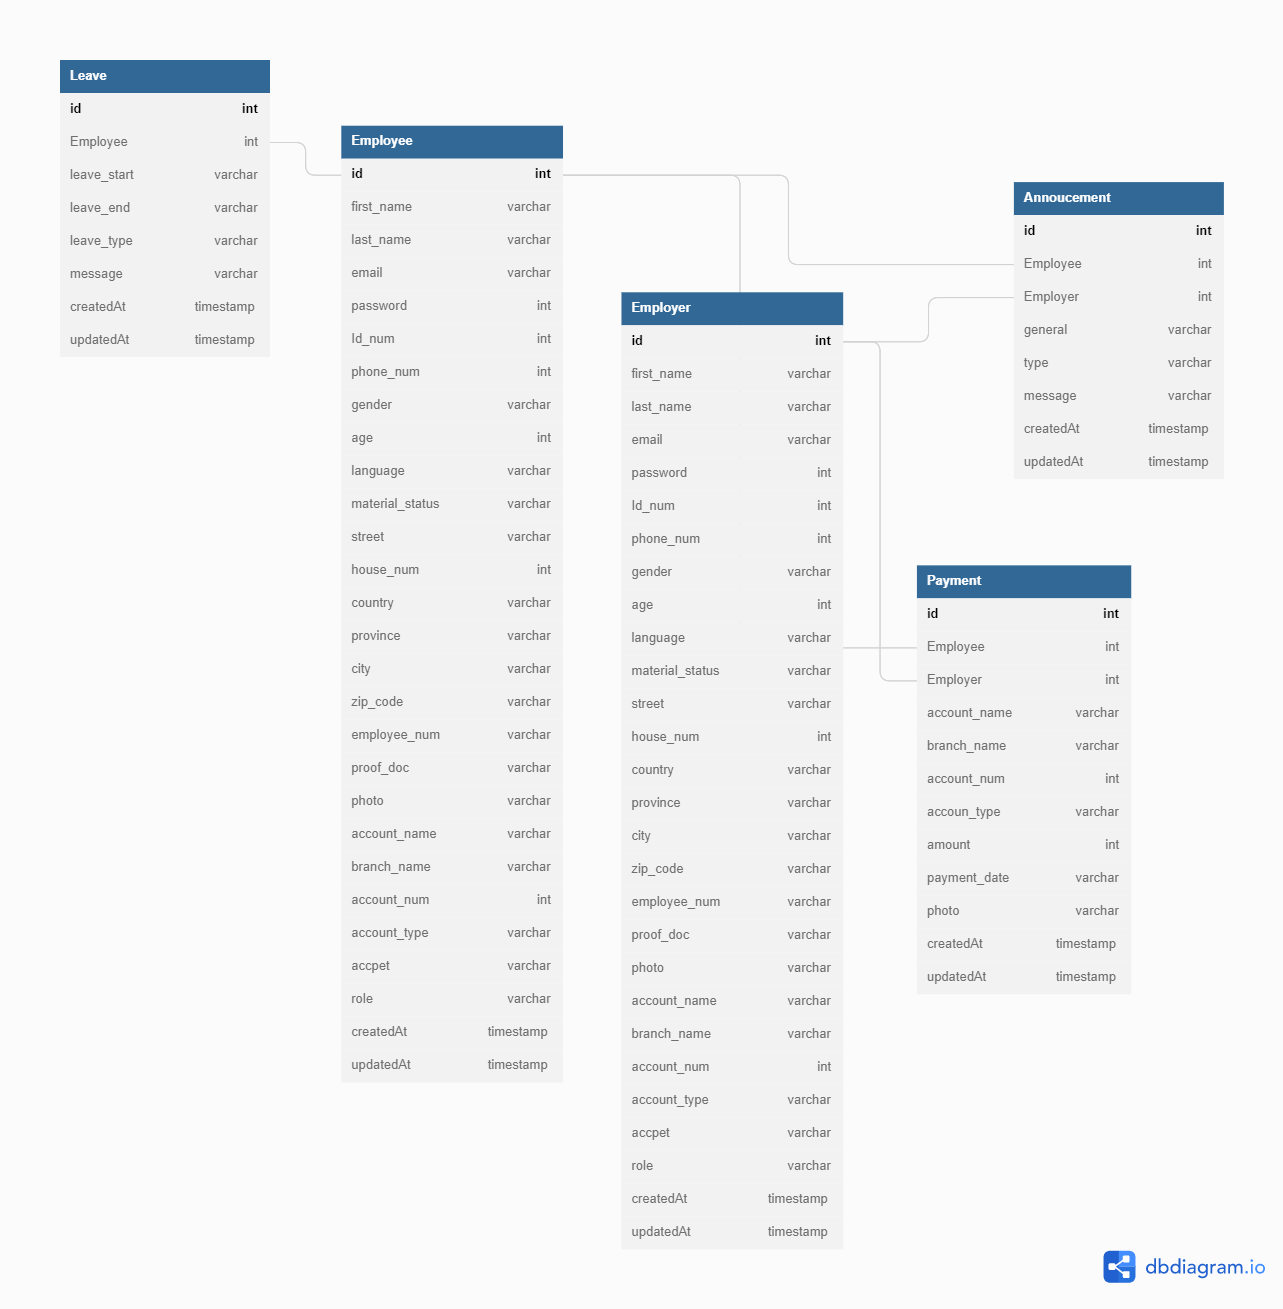 Leave
id int
Employee int
leave_start varchar
leave_end varchar
leave_type varchar
message varchar
createdAt timestamp
updatedAt timestamp
Employee
id int
first_name varchar
last_name varchar
email varchar
password int
Id_num int
phone_num int
gender varchar
age int
language varchar
material_status varchar
street varchar
house_num int
country varchar
province varchar
city varchar
zip_code varchar
employee_num varchar
proof_doc varchar
photo varchar
account_name varchar
branch_name varchar
account_num int
account_type varchar
accpet varchar
role varchar
createdAt timestamp
updatedAt timestamp
Employer
id int
first_name varchar
last_name varchar
email varchar
password int
Id_num int
phone_num int
gender varchar
age int
language varchar
material_status varchar
street varchar
house_num int
country varchar
province varchar
city varchar
zip_code varchar
employee_num varchar
proof_doc varchar
photo varchar
account_name varchar
branch_name varchar
account_num int
account_type varchar
accpet varchar
role varchar
createdAt timestamp
updatedAt timestamp
Annoucement
id int
Employee int
Employer int
general varchar
type varchar
message varchar
createdAt timestamp
updatedAt timestamp
Payment
id int
Employee int
Employer int
account_name varchar
branch_name varchar
account_num int
accoun_type varchar
amount int
payment_date varchar
photo varchar
createdAt timestamp
updatedAt timestamp
dbdiagram.io